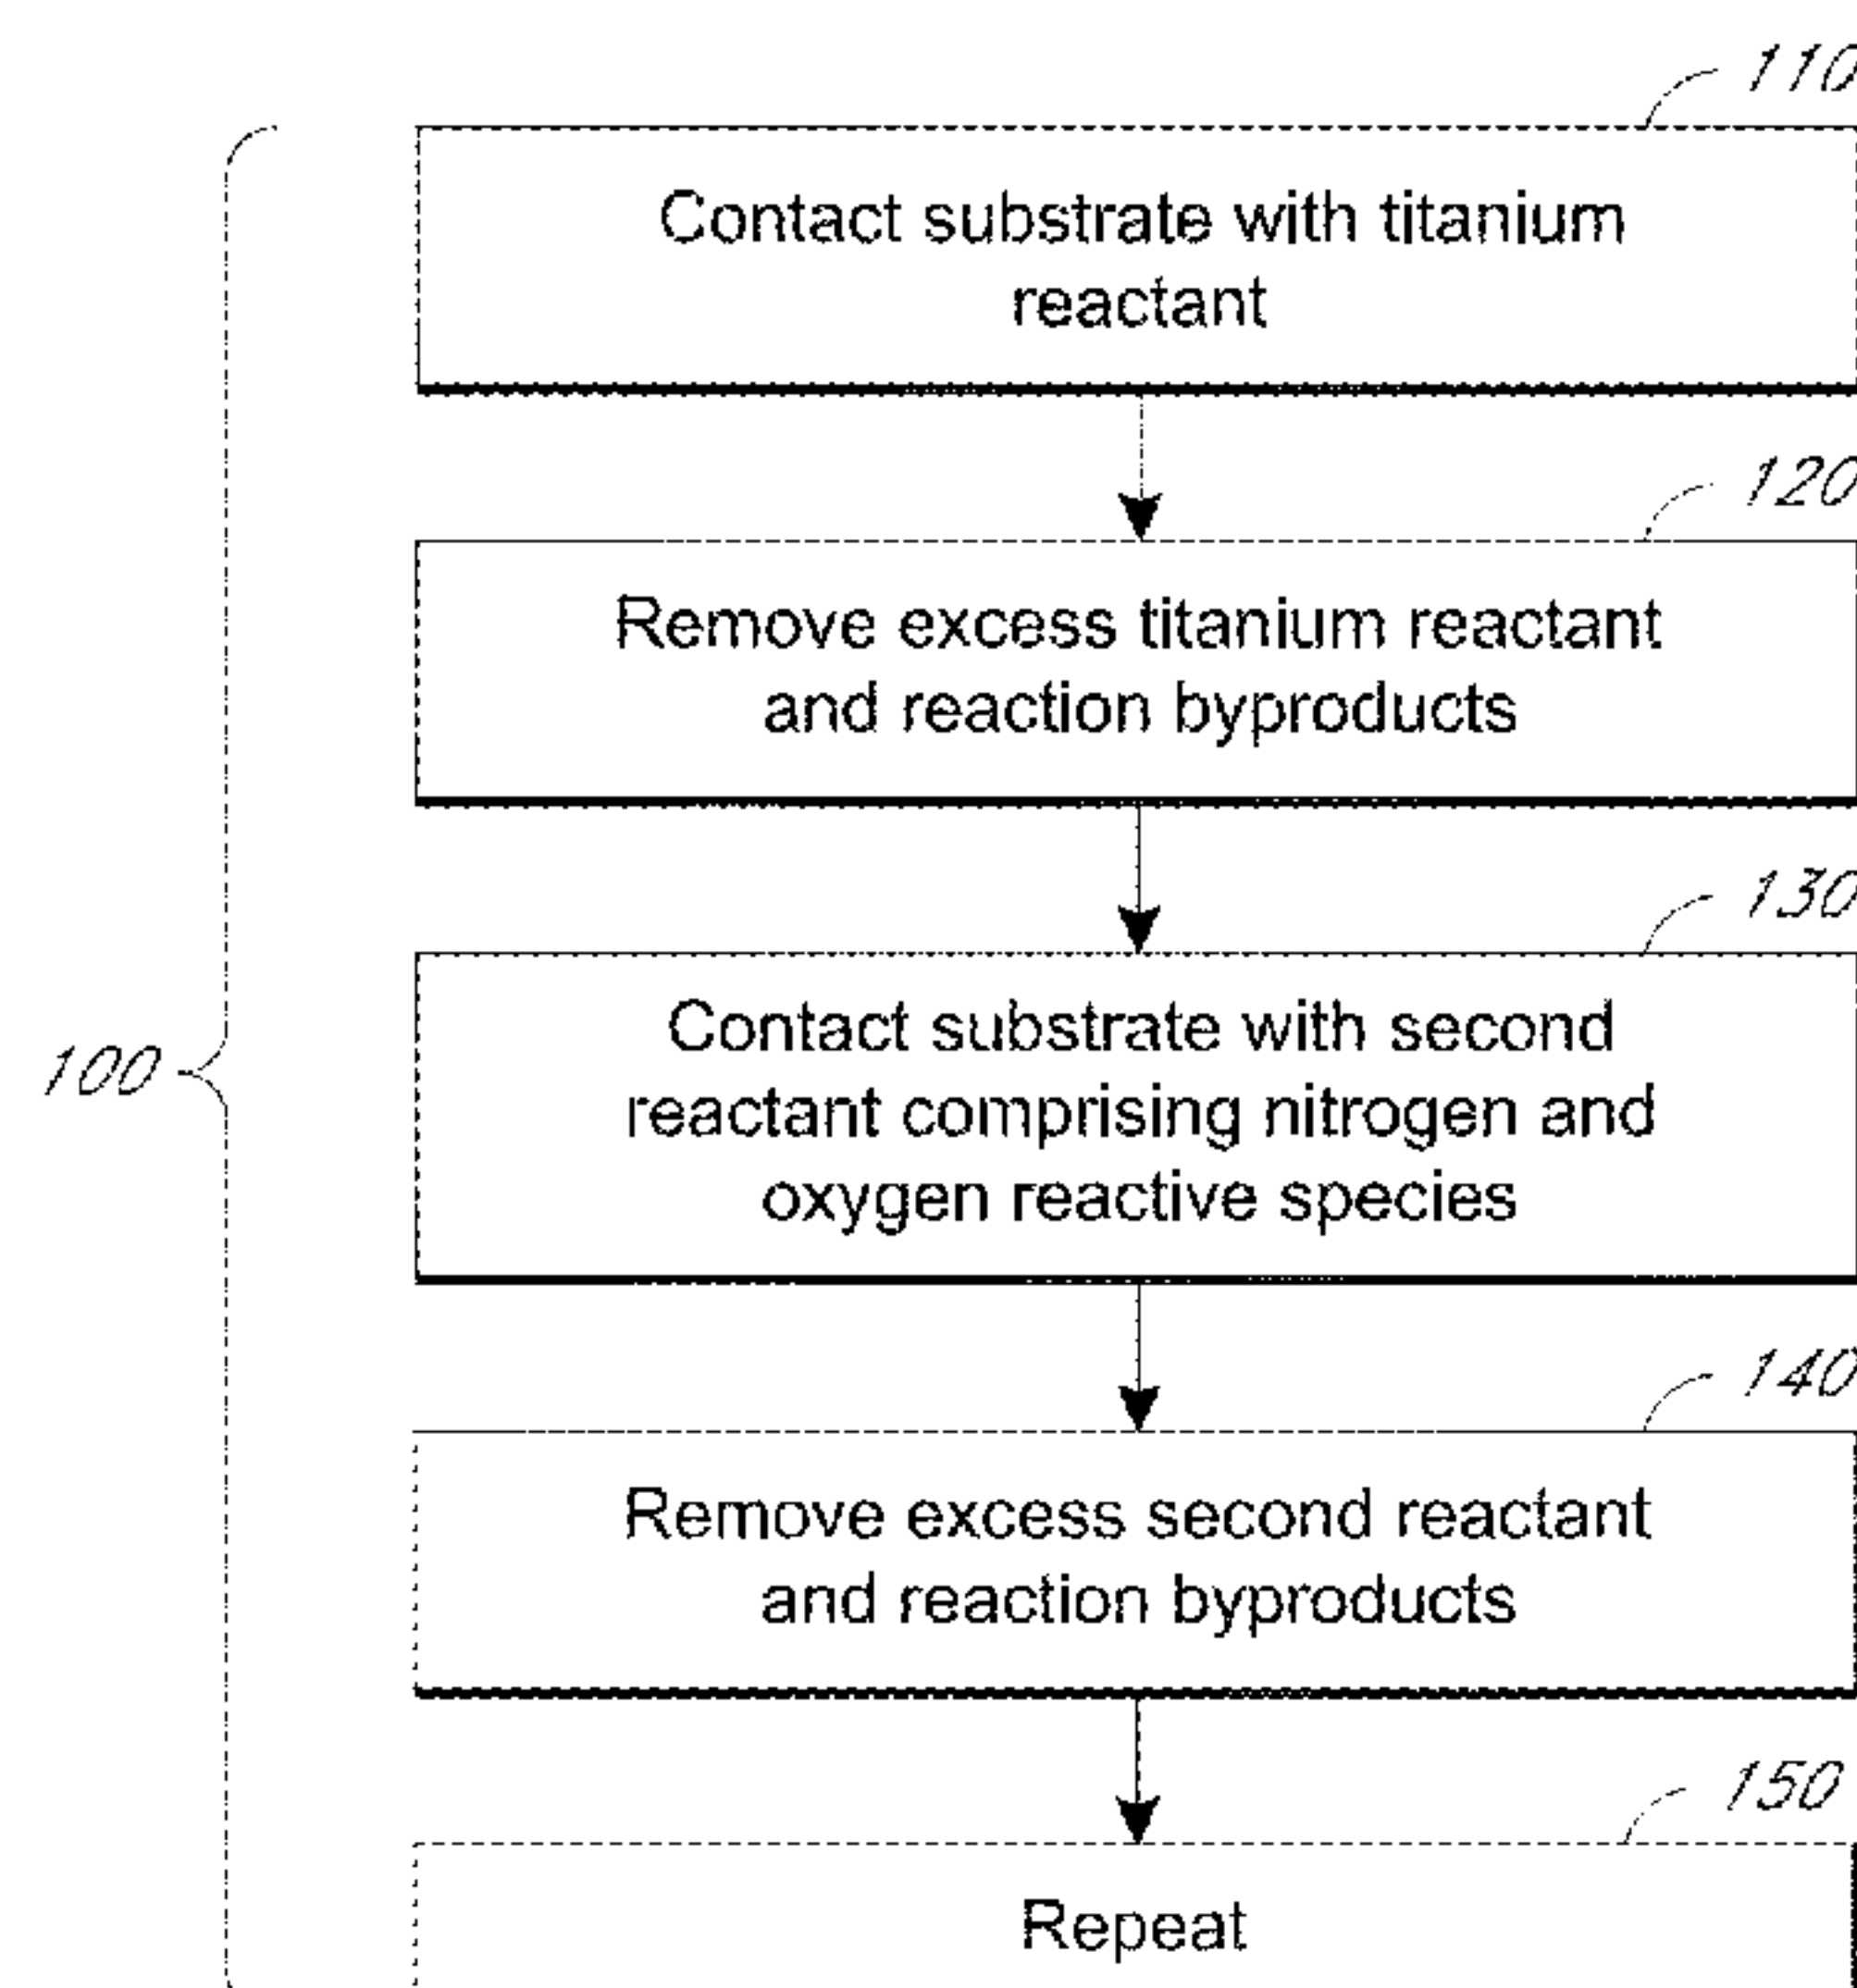 110
Contact substrate with titanium
reactant
120
Remove excess titanium reactant
and reaction byproducts
130
Contact substrate with second
reactant comprising nitrogen and
oxygen reactive species
100
140
Remove excess second reactant
and reaction byproducts
150
Repeat